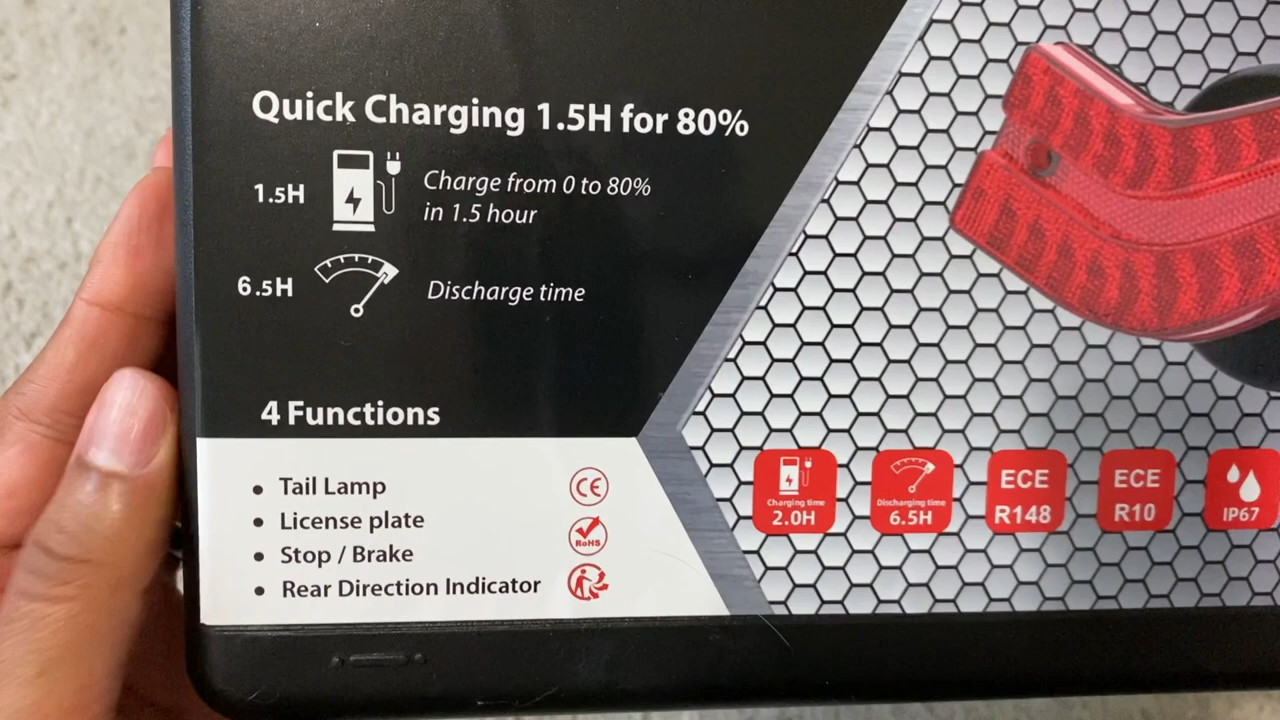 Quick Charging 1.5H for 80%
1.5H
Charge from 0 to 80%
in 1.5 hour
6.5H
Discharge time
4 Functions
• Tail Lamp
• License plate
• Stop / Brake
• Rear Direction Indicator
CE
RoHS
Charging time
2.0H
Discharging time
6.5H
ECE
R148
ECE
R10
IP67